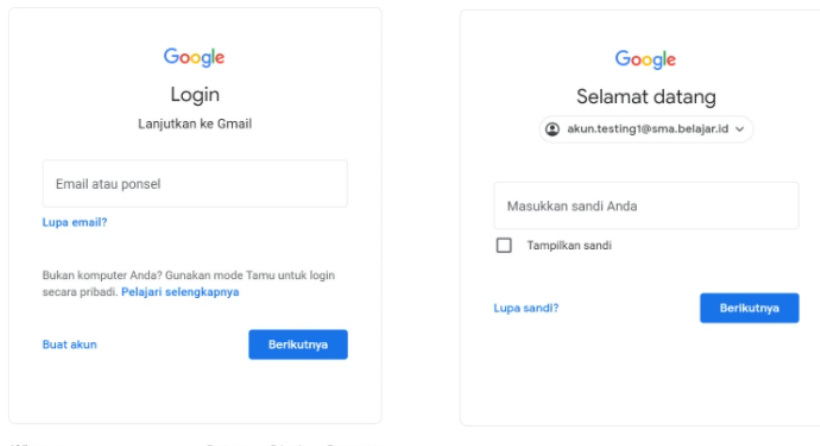 Google
Login
Lanjutkan ke Gmail
Email atau ponsel
Lupa email?
Bukan komputer Anda? Gunakan mode Tamu untuk login
secara pribadi. Pelajari selengkapnya
Buat akun
Berikutnya
Google
Selamat datang
akun.testing1@sma.belajar.id
Masukkan sandi Anda
Tampilkan sandi
Lupa sandi?
Berikutnya